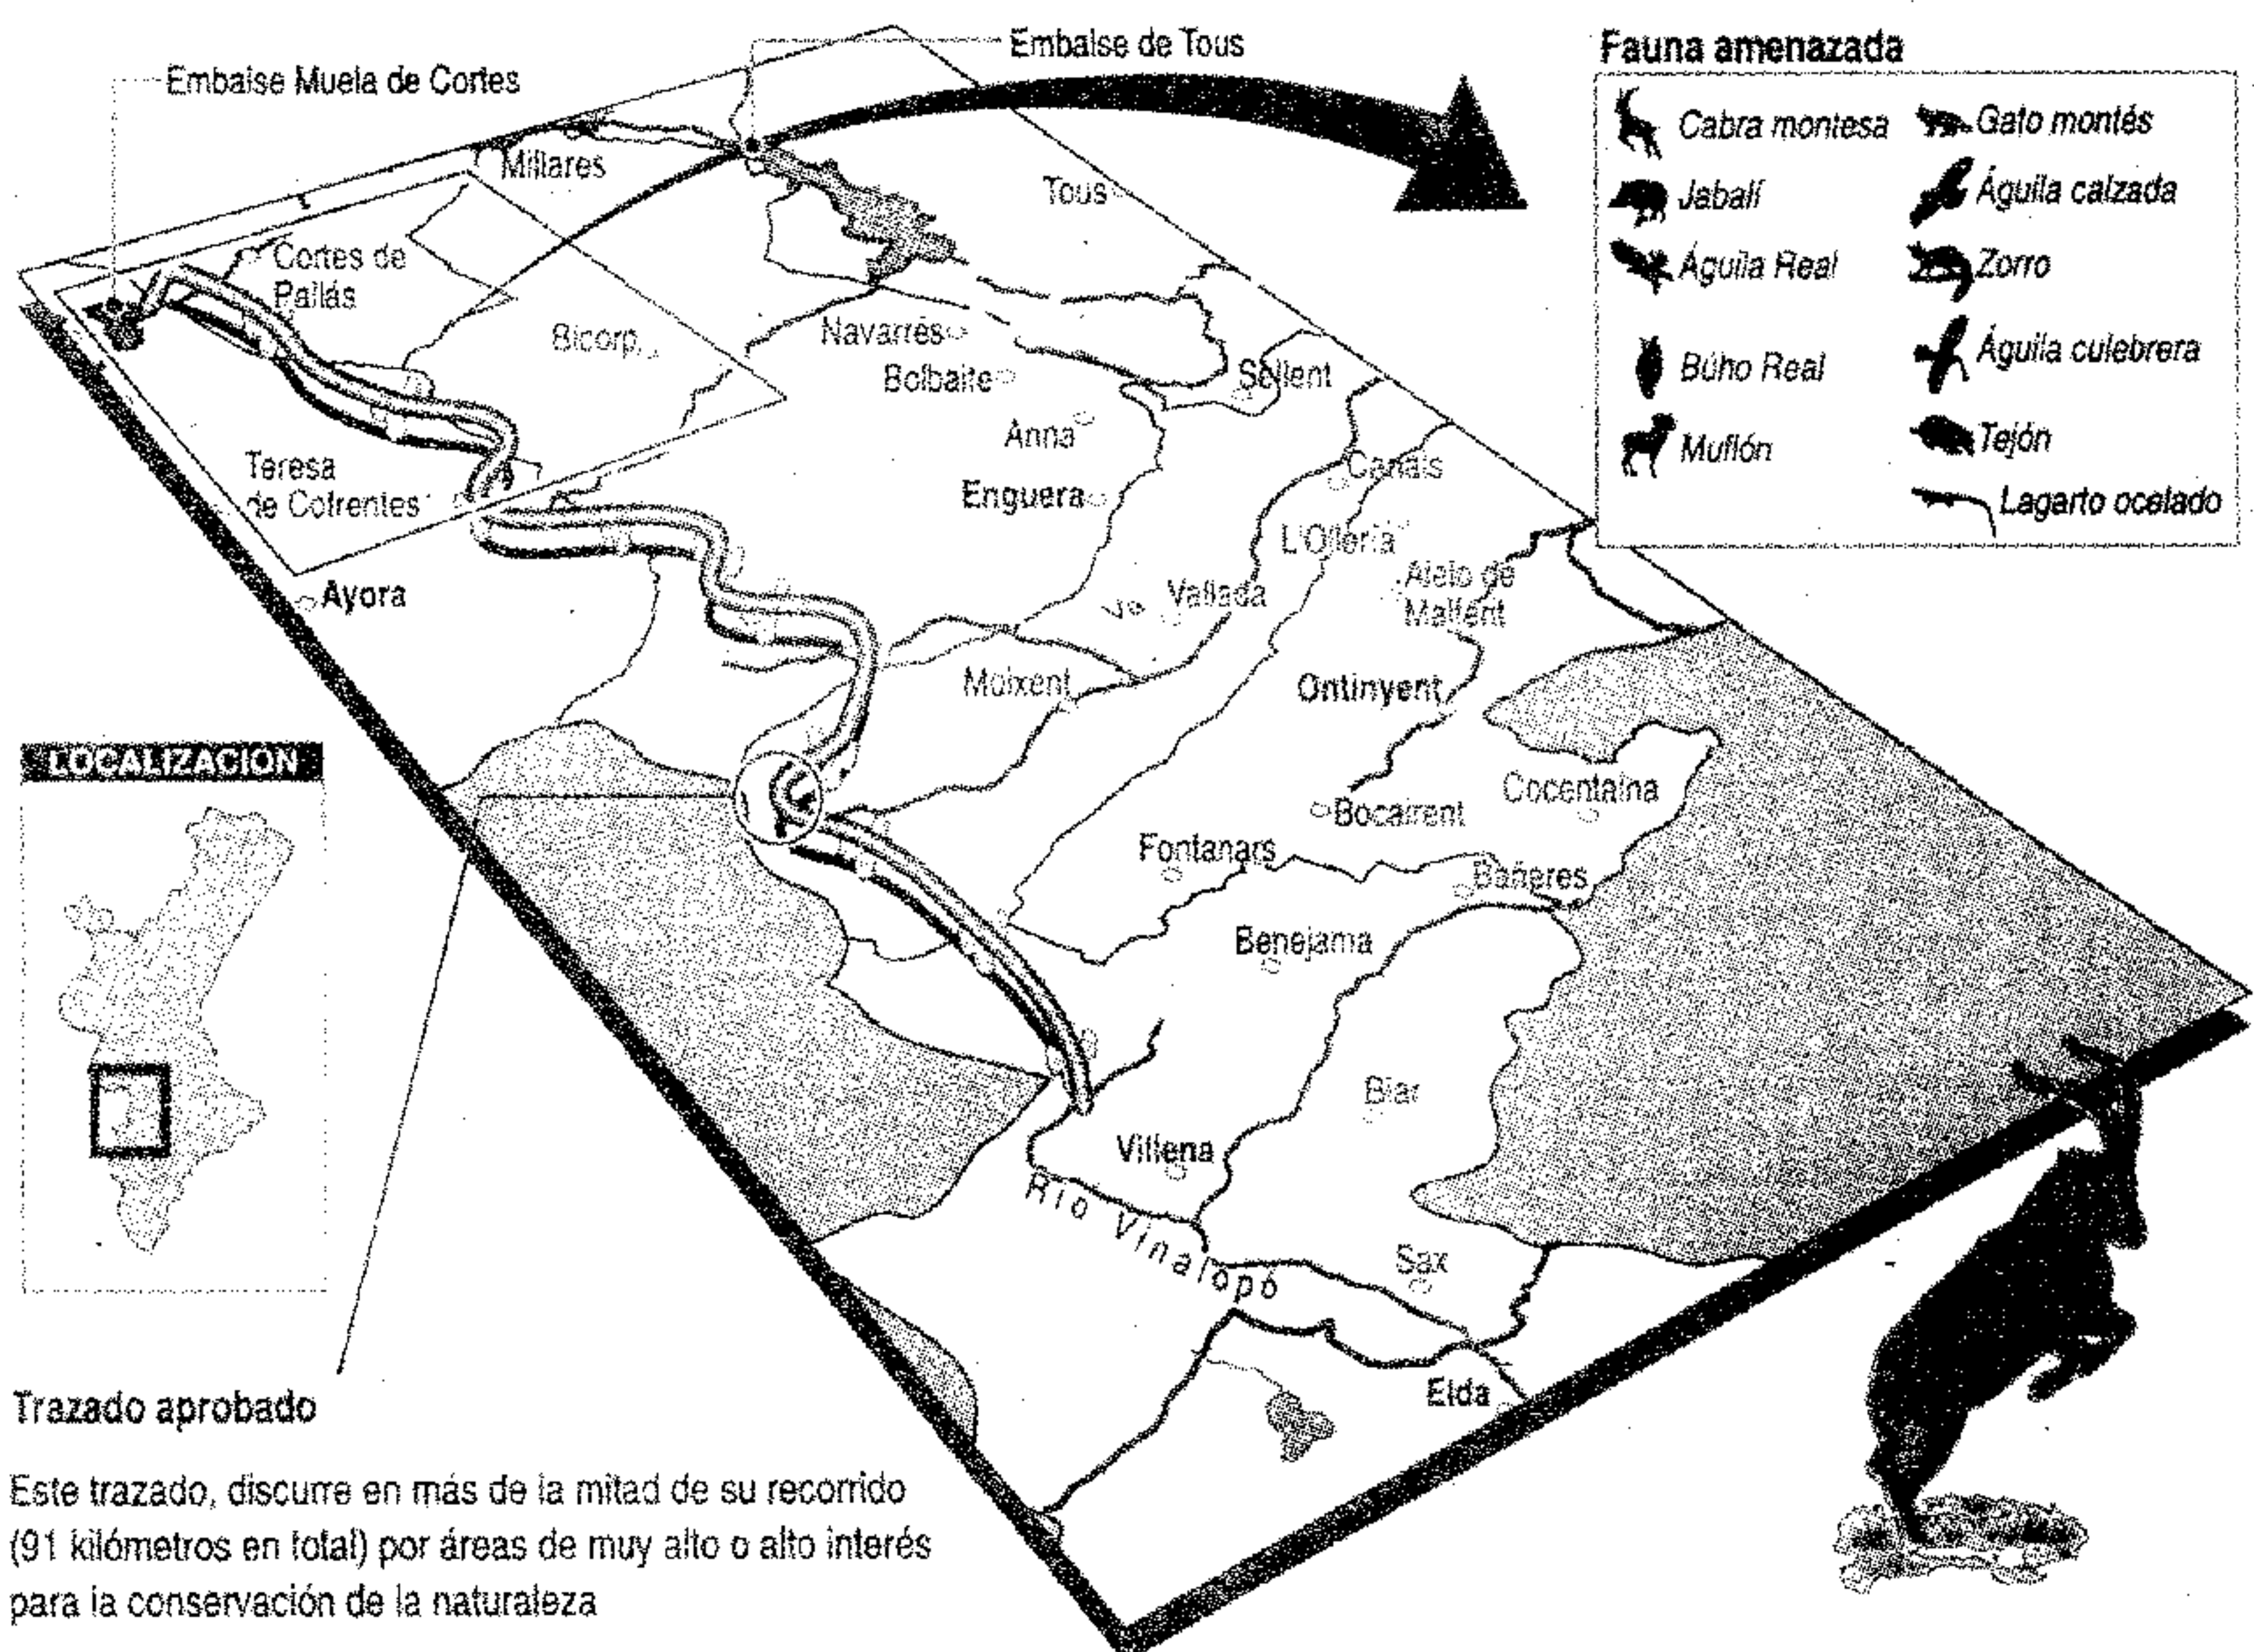 Embalse de Tous
Embalse Muela de Cortes
Fauna amenazada
Cabra montesa
Gato montés
Jabalí
Águila calzada
Águila Real
Zorro
Búho Real
Águila culebrera
Muflón
Tejón
Lagarto ocelado
Millares
Tous
Cortes de
Pallás
Bicorp
Navarrés
Bolbaite
Sellent
Anna
Teresa
de Cofrentes
Enguera
Canals
L'Olleria
Ayora
Vallada
Aielo de
Malferit
Moixent
Ontinyent
LOCALIZACIÓN
Cocentaina
Bocairent
Fontanars
Bañeres
Benejama
Biar
Villena
Río Vinalopó
Sax
Elda
Trazado aprobado
Este trazado, discurre en más de la mitad de su recorrido
(91 kilómetros en total) por áreas de muy alto o alto interés
para la conservación de la naturaleza